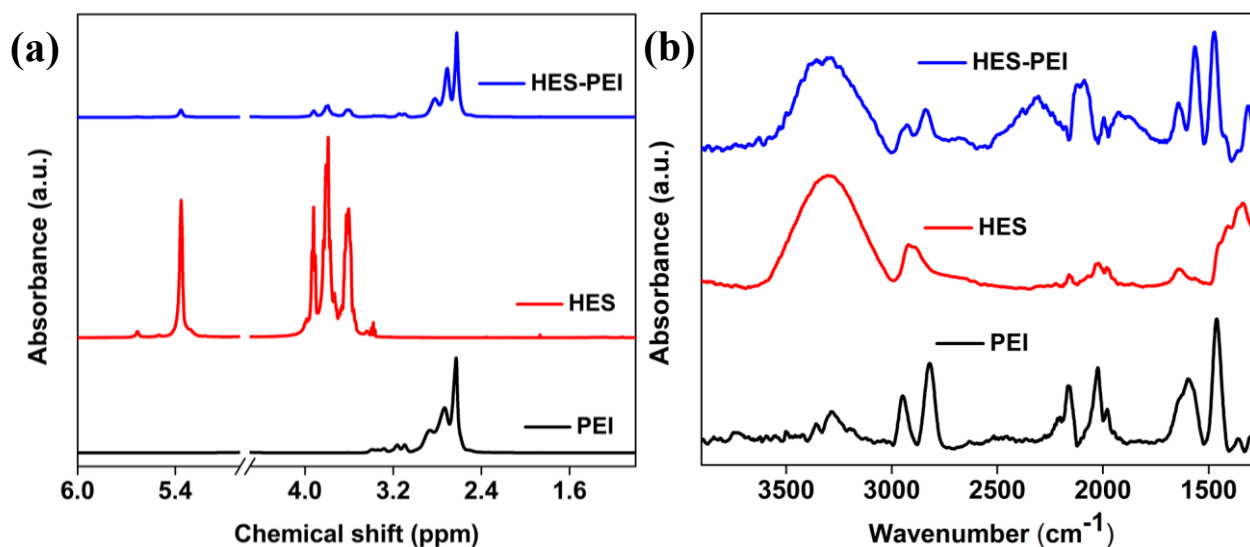 (a)
Absorbance (a.u.)
HES-PEI
HES
PEI
6.0 5.4 4.0 3.2 2.4 1.6
Chemical shift (ppm)
(b)
Absorbance (a.u.)
HES-PEI
HES
PEI
3500 3000 2500 2000 1500
Wavenumber (cm⁻¹)